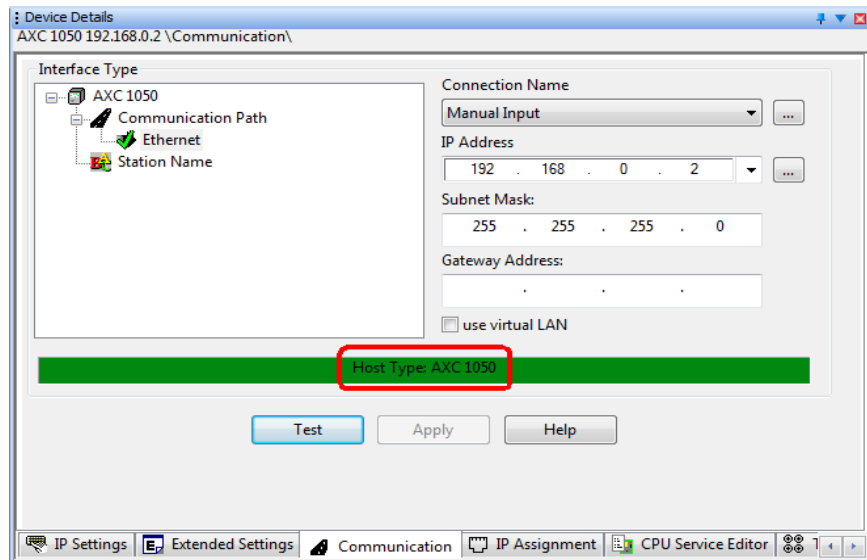 Device Details
AXC 1050 192.168.0.2 \Communication\
Interface Type
AXC 1050
Communication Path
Ethernet
Station Name
Connection Name
Manual Input
...
IP Address
192 . 168 . 0 . 2
...
Subnet Mask:
255 . 255 . 255 . 0
Gateway Address:
. . .
use virtual LAN
Host Type: AXC 1050
Test Apply Help
IP Settings Extended Settings Communication IP Assignment CPU Service Editor